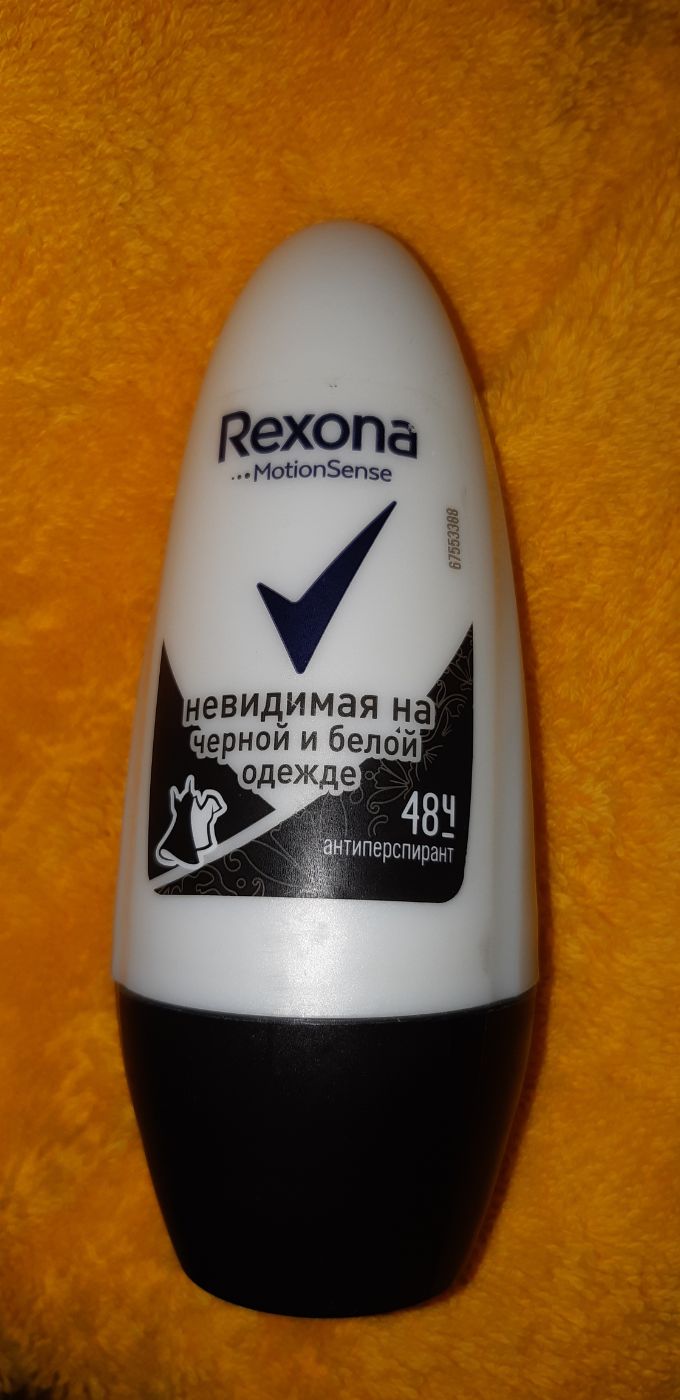 Rexona
...MotionSense
67553388
невидимая на
черной и белой
одежде
48ч
антиперспирант